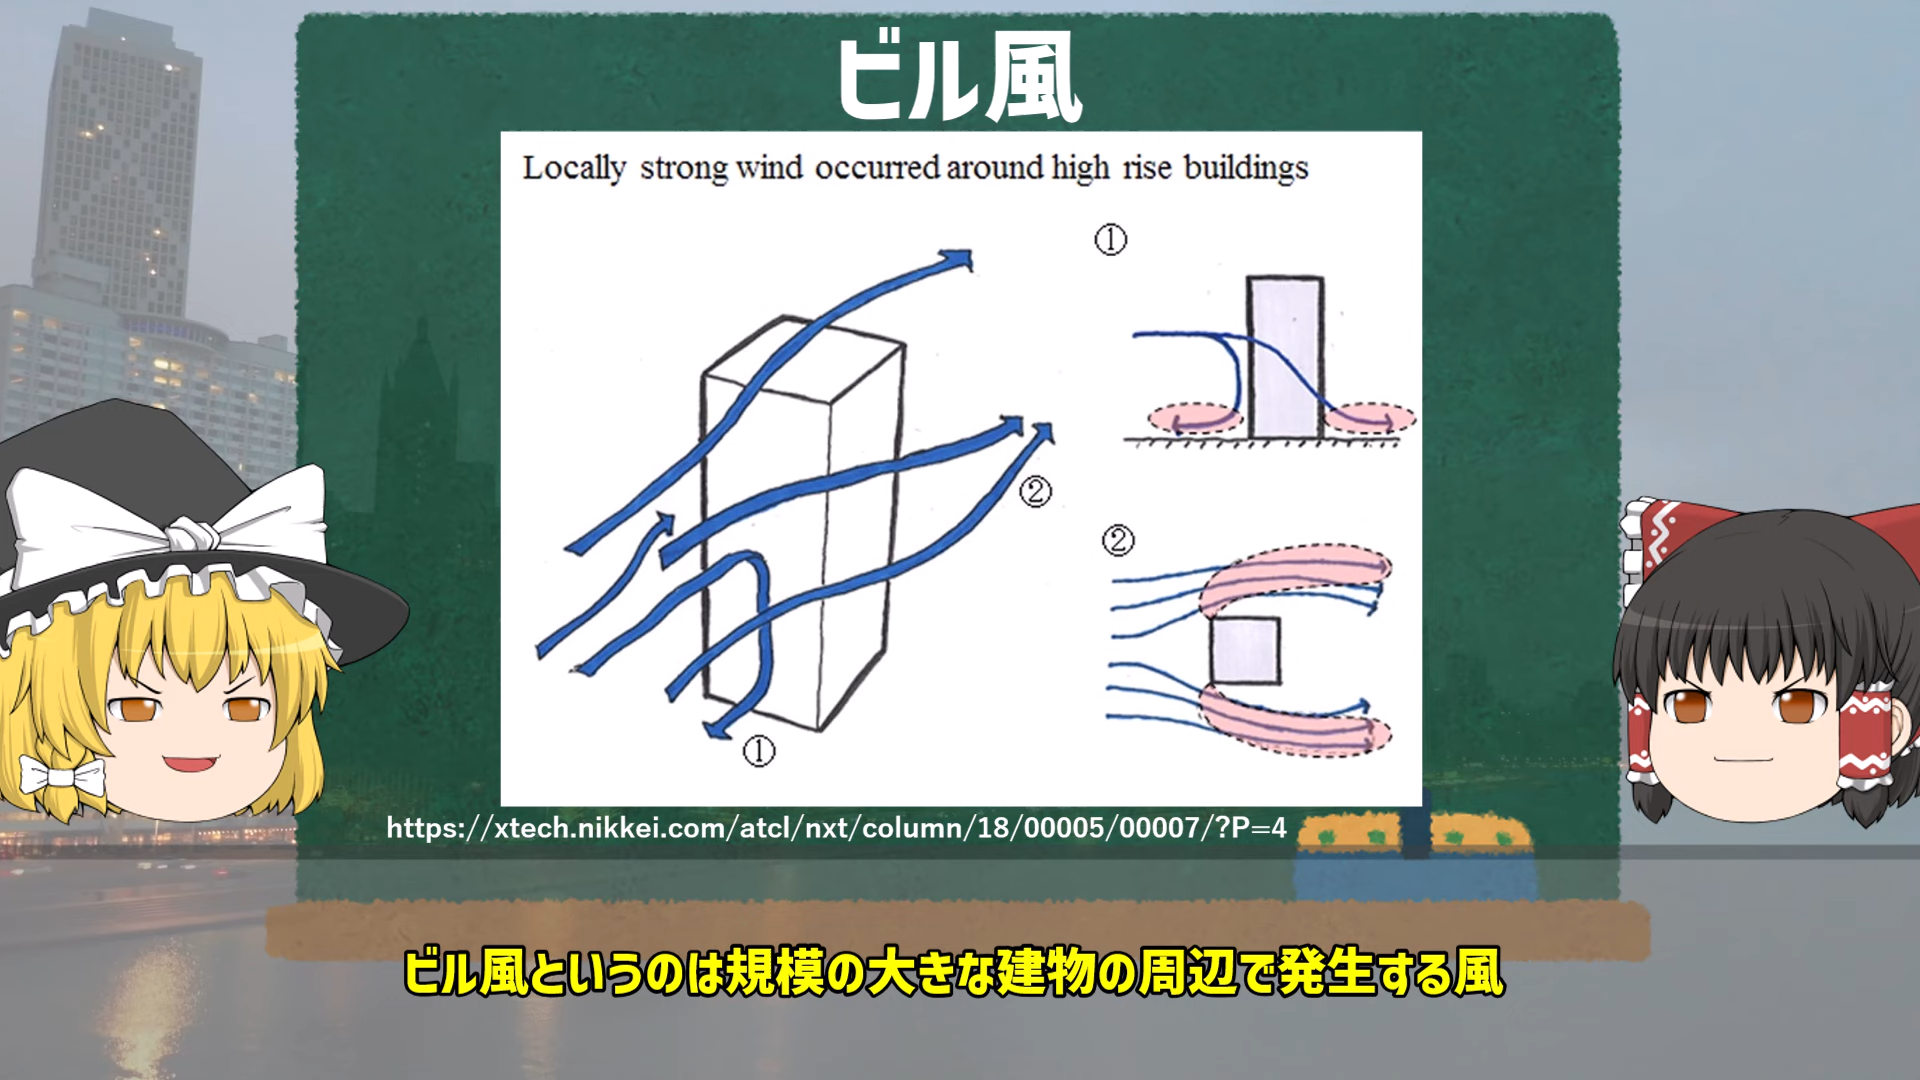 ビル風
Locally strong wind occurred around high rise buildings
①
②
②
①
https://xtech.nikkei.com/atcl/nxt/column/18/00005/00007/?P=4
ビル風というのは規模の大きな建物の周辺で発生する風